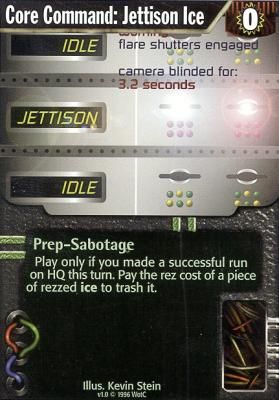 Core Command: Jettison Ice
0
warning:
IDLE
flare shutters engaged
camera blinded for:
3.2 seconds
JETTISON
IDLE
Prep-Sabotage
Play only if you made a successful run
on HQ this turn. Pay the rez cost of a piece
of rezzed ice to trash it.
Illus. Kevin Stein
v1.0 © 1996 WotC